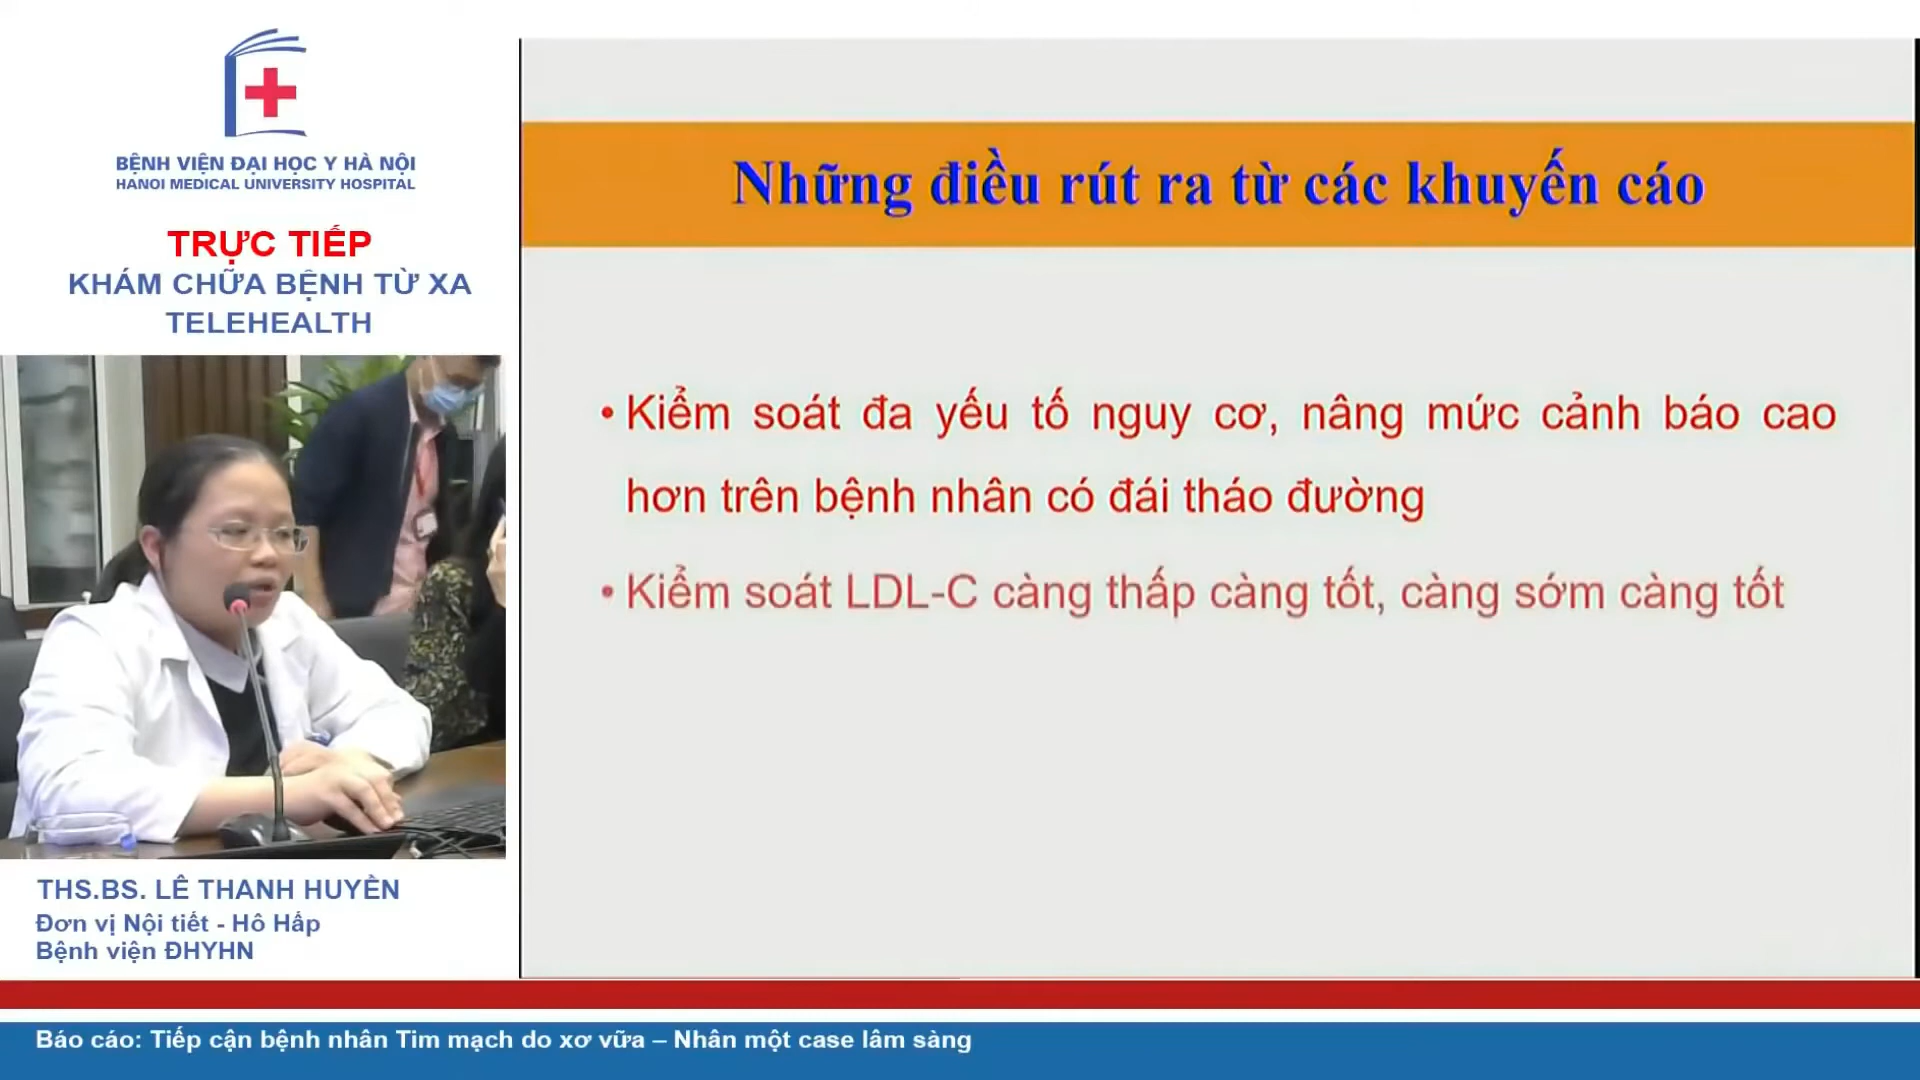 BỆNH VIỆN ĐẠI HỌC Y HÀ NỘI
HANOI MEDICAL UNIVERSITY HOSPITAL
TRỰC TIẾP
KHÁM CHỮA BỆNH TỪ XA
TELEHEALTH
THS.BS. LÊ THANH HUYỀN
Đơn vị Nội tiết - Hô Hấp
Bệnh viện ĐHYHN
Những điều rút ra từ các khuyến cáo
• Kiểm soát đa yếu tố nguy cơ, nâng mức cảnh báo cao
hơn trên bệnh nhân có đái tháo đường
• Kiểm soát LDL-C càng thấp càng tốt, càng sớm càng tốt
Báo cáo: Tiếp cận bệnh nhân Tim mạch do xơ vữa – Nhân một case lâm sàng